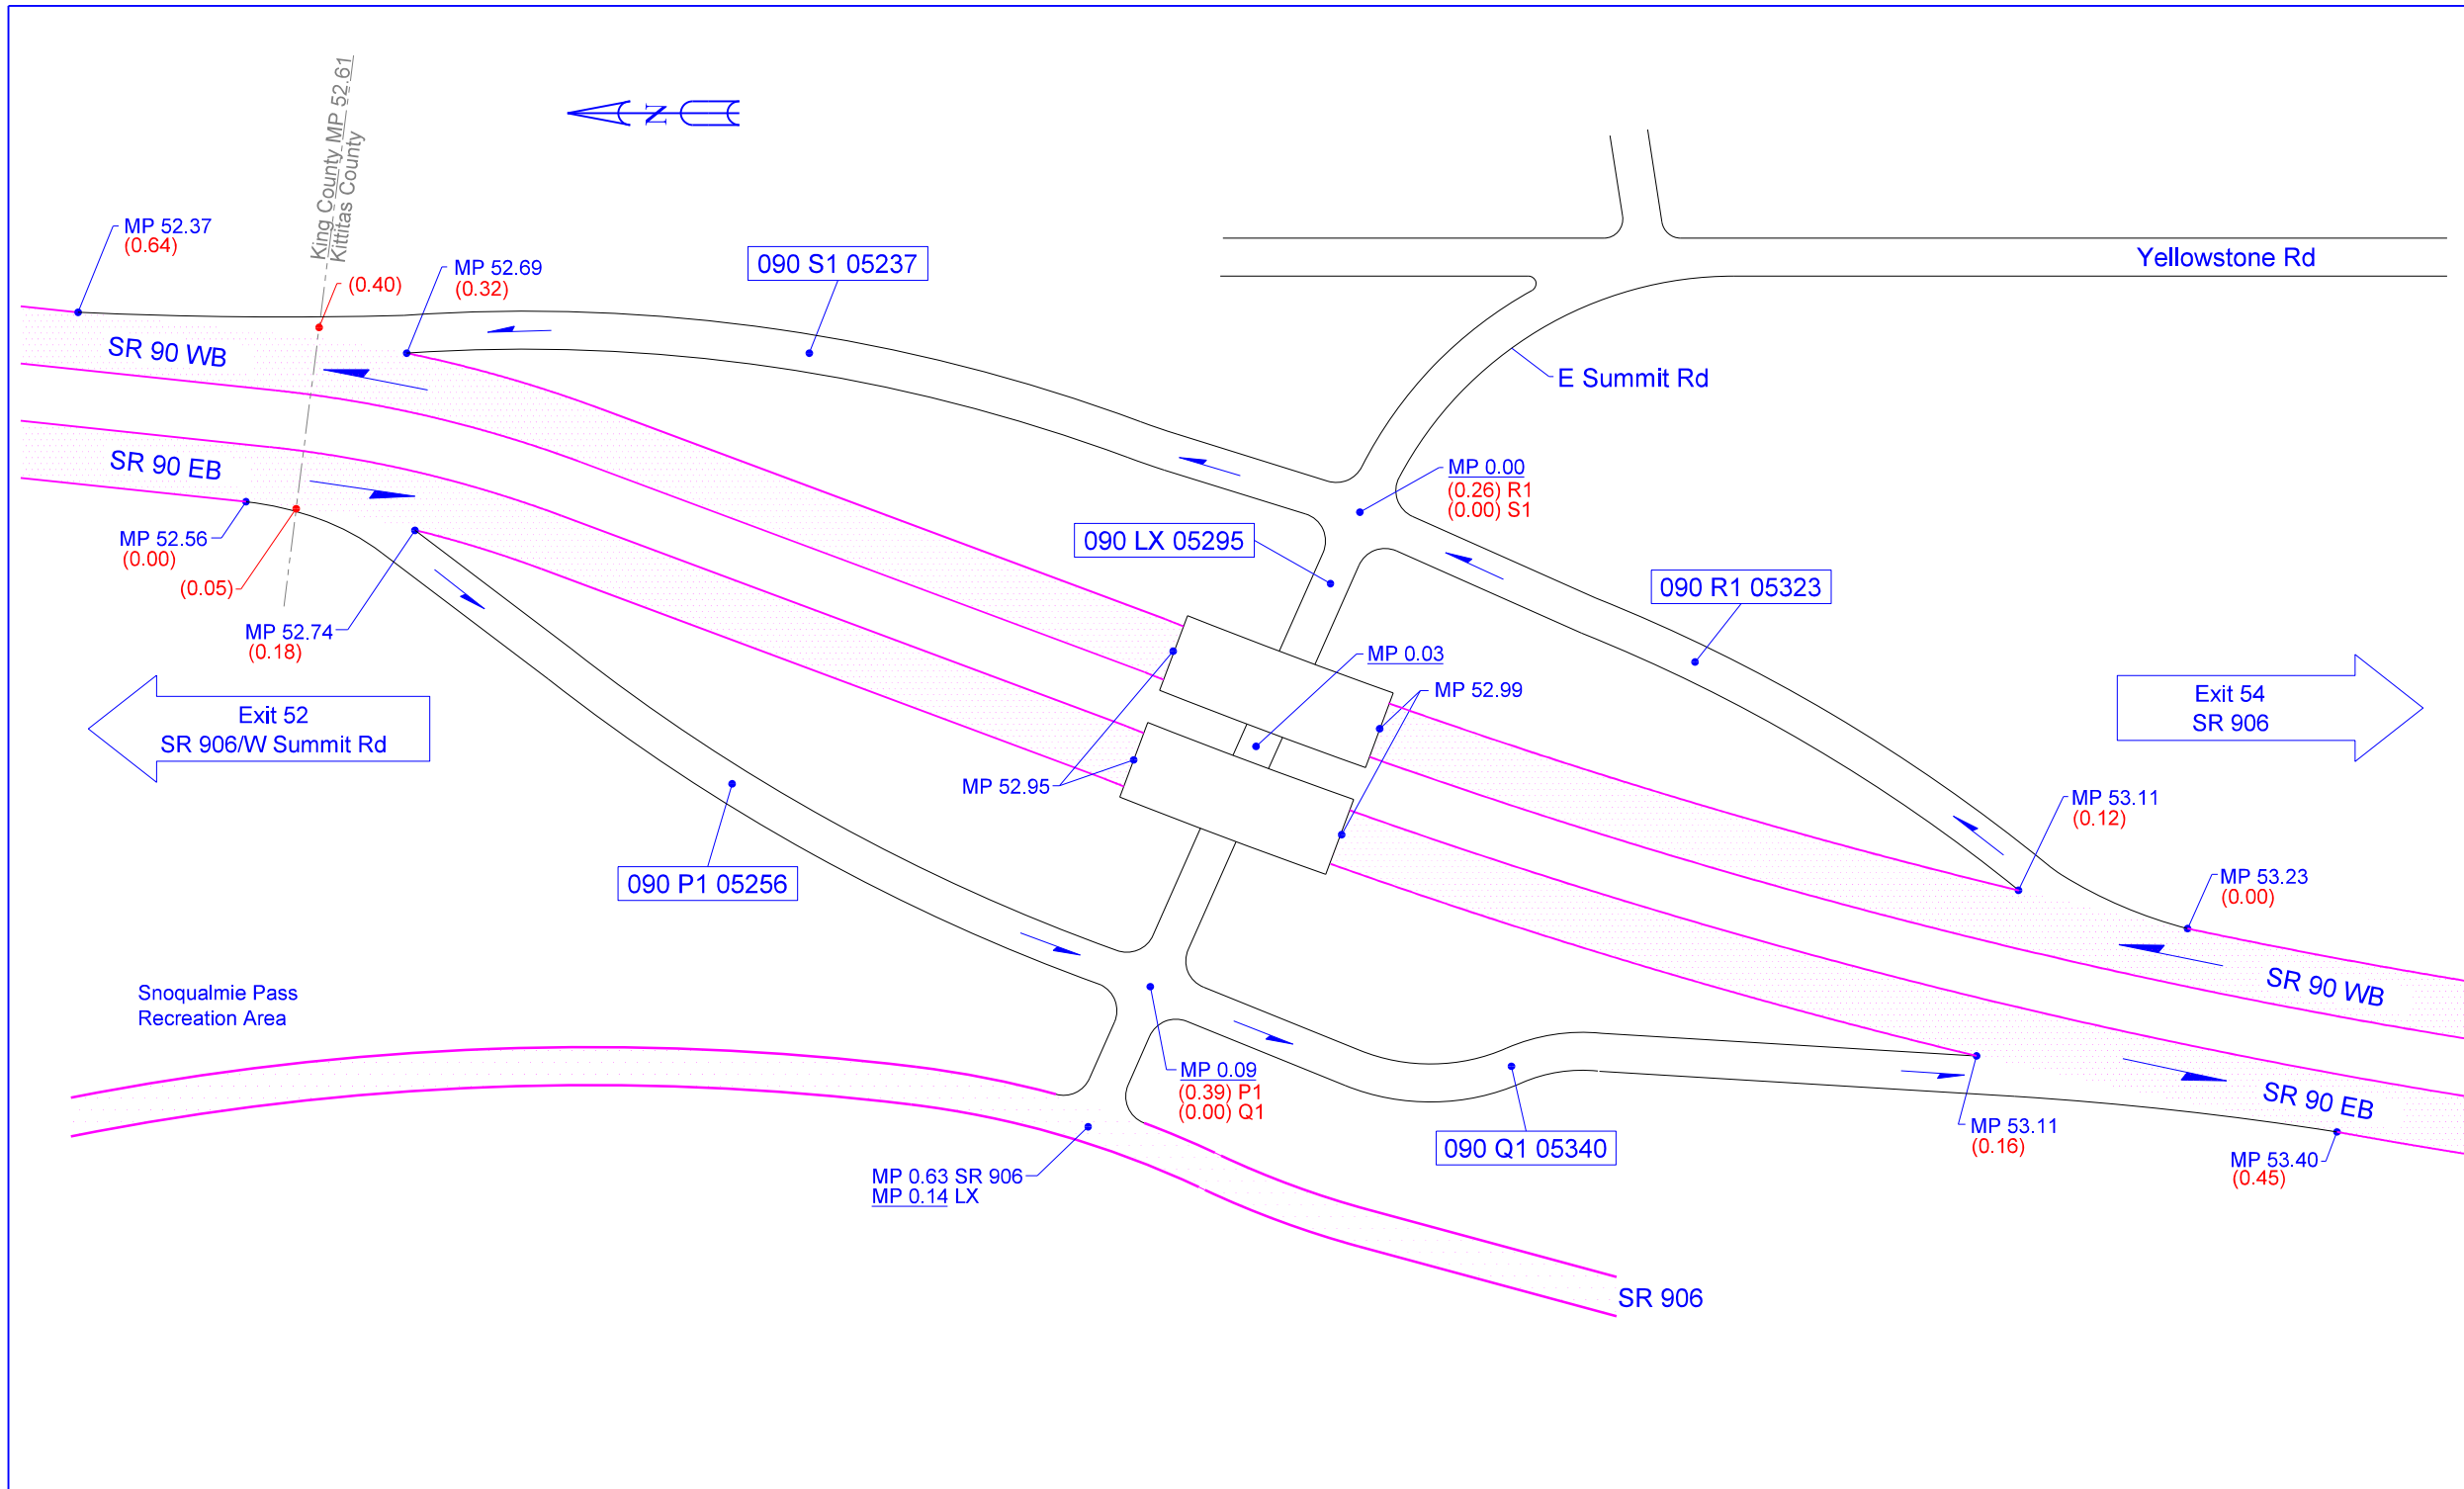 King County MP 52.61
Kittitas County
N
MP 52.37
(0.64)
(0.40)
MP 52.69
(0.32)
090 S1 05237
Yellowstone Rd
SR 90 WB
E Summit Rd
SR 90 EB
MP 0.00
(0.26) R1
(0.00) S1
MP 52.56
(0.00)
(0.05)
090 LX 05295
090 R1 05323
MP 52.74
(0.18)
MP 0.03
MP 52.99
Exit 52
SR 906/W Summit Rd
Exit 54
SR 906
MP 52.95
MP 53.11
(0.12)
090 P1 05256
MP 53.23
(0.00)
SR 90 WB
Snoqualmie Pass
Recreation Area
MP 0.09
(0.39) P1
(0.00) Q1
SR 90 EB
090 Q1 05340
MP 53.11
(0.16)
MP 53.40
(0.45)
MP 0.63 SR 906
MP 0.14 LX
SR 906